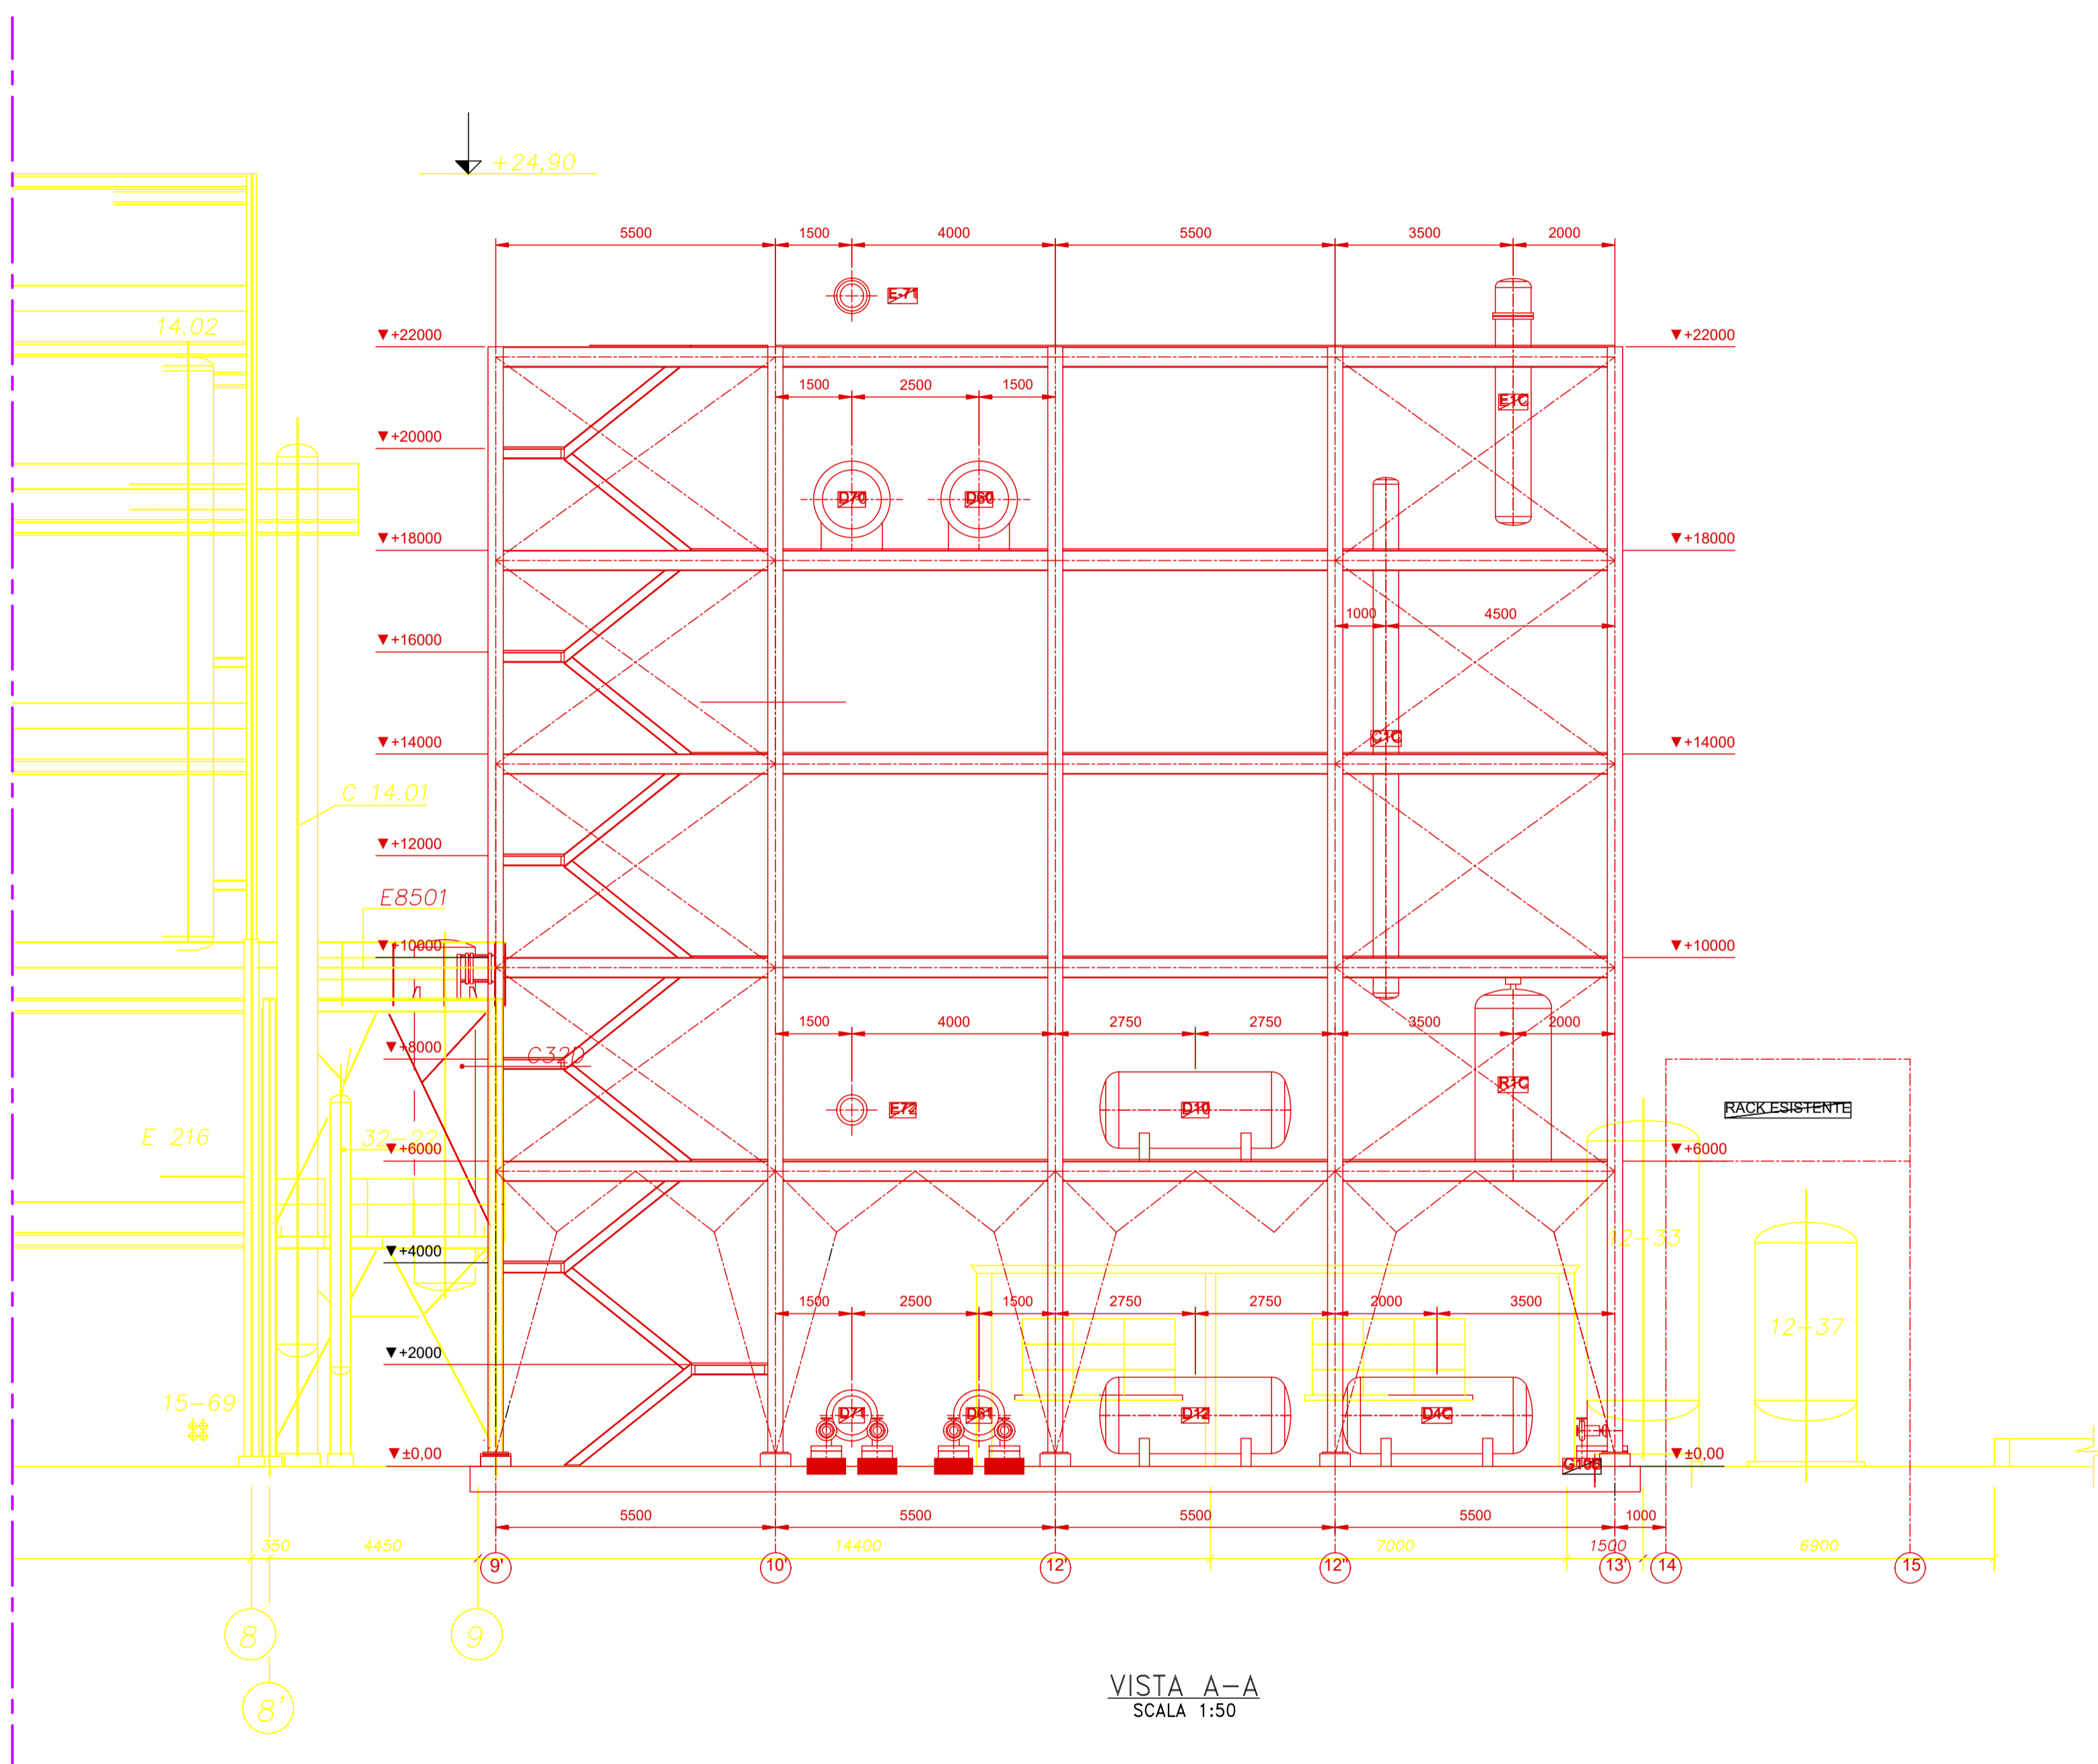 +24,90
5500 1500 4000 5500 3500 2000
E-71
14.02
▼+22000 ▼+22000
1500 2500 1500
E1C
▼+20000
D70 D60
▼+18000 ▼+18000
1000 4500
▼+16000
C1C
▼+14000 ▼+14000
C 14.01
▼+12000
E8501
▼+10000 ▼+10000
1500 4000 2750 2750 3500 2000
▼+8000
C32D
R1C
E72 D10 RACK ESISTENTE
E 216 32-22
▼+6000 ▼+6000
12-33
▼+4000
1500 2500 1500 2750 2750 2000 3500
12-37
▼+2000
15-69
D71 D61 D12 D4C
▼±0,00 ▼±0,00
5500 5500 5500 5500 1000
350 4450 14400 7000 1500 6900
9' 10' 12' 12" 13' 14 15
8 9
8'
VISTA A-A
SCALA 1:50